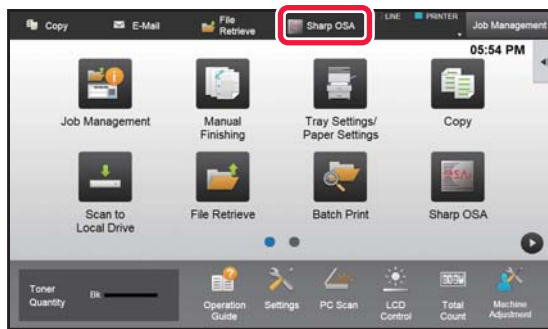 Copy
E-Mail
File
Retrieve
Sharp OSA
LINE
PRINTER
Job Management
05:54 PM
Job Management
Manual
Finishing
Tray Settings/
Paper Settings
Copy
Scan to
Local Drive
File Retrieve
Batch Print
Sharp OSA
Toner
Quantity
Bk
Operation
Guide
Settings
PC Scan
LCD
Control
Total
Count
Machine
Adjustment